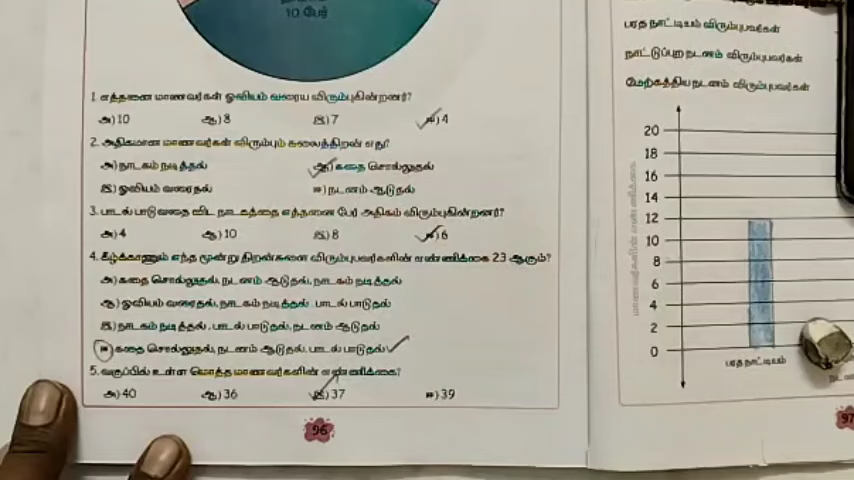 10 பேர்
1. எத்தனை மாணவர்கள் ஓவியம் வரைய விரும்புகின்றனர்?
அ) 10 ஆ) 8 இ) 7 ஈ) 4
2. அதிகமான மாணவர்கள் விரும்பும் கலைத்திறன் எது?
அ) நாடகம் நடித்தல் ஆ) கதை சொல்லுதல்
இ) ஓவியம் வரைதல் ஈ) நடனம் ஆடுதல்
3. பாடல் பாடுவதை விட நாடகத்தை எத்தனை பேர் அதிகம் விரும்புகின்றனர்?
அ) 4 ஆ) 10 இ) 8 ஈ) 6
4. கீழ்க்காணும் எந்த மூன்று திறன்களை விரும்புபவர்களின் எண்ணிக்கை 23 ஆகும்?
அ) கதை சொல்லுதல், நடனம் ஆடுதல், நாடகம் நடித்தல்
ஆ) ஓவியம் வரைதல், நாடகம் நடித்தல், பாடல் பாடுதல்
இ) நாடகம் நடித்தல், பாடல் பாடுதல், நடனம் ஆடுதல்
ஈ) கதை சொல்லுதல், நடனம் ஆடுதல், பாடல் பாடுதல்
5. வகுப்பில் உள்ள மொத்த மாணவர்களின் எண்ணிக்கை?
அ) 40 ஆ) 36 இ) 37 ஈ) 39
96
பரத நாட்டியம் விரும்புபவர்கள்
நாட்டுப்புற நடனம் விரும்புபவர்கள்
மேற்கத்திய நடனம் விரும்புபவர்கள்
மாணவர்களின் எண்ணிக்கை
20
18
16
14
12
10
8
6
4
2
0
பரத நாட்டியம்
97